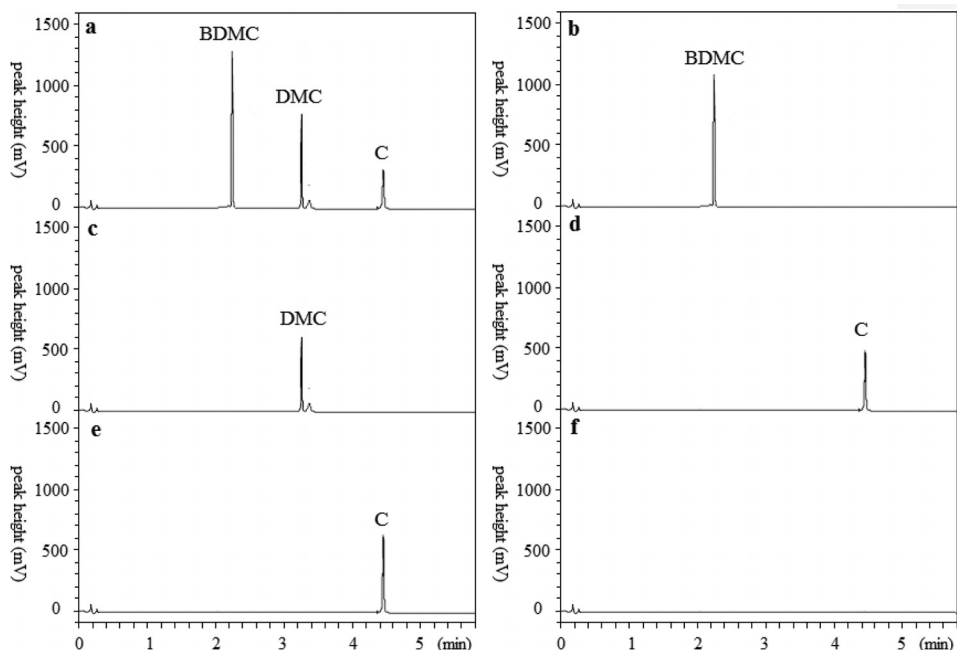 a
BDMC
DMC
C
peak height (mV)
1500
1000
500
0
b
BDMC
peak height (mV)
1500
1000
500
0
c
DMC
peak height (mV)
1500
1000
500
0
d
C
peak height (mV)
1500
1000
500
0
e
C
peak height (mV)
1500
1000
500
0
0 1 2 3 4 5 (min)
f
peak height (mV)
1500
1000
500
0
0 1 2 3 4 5 (min)